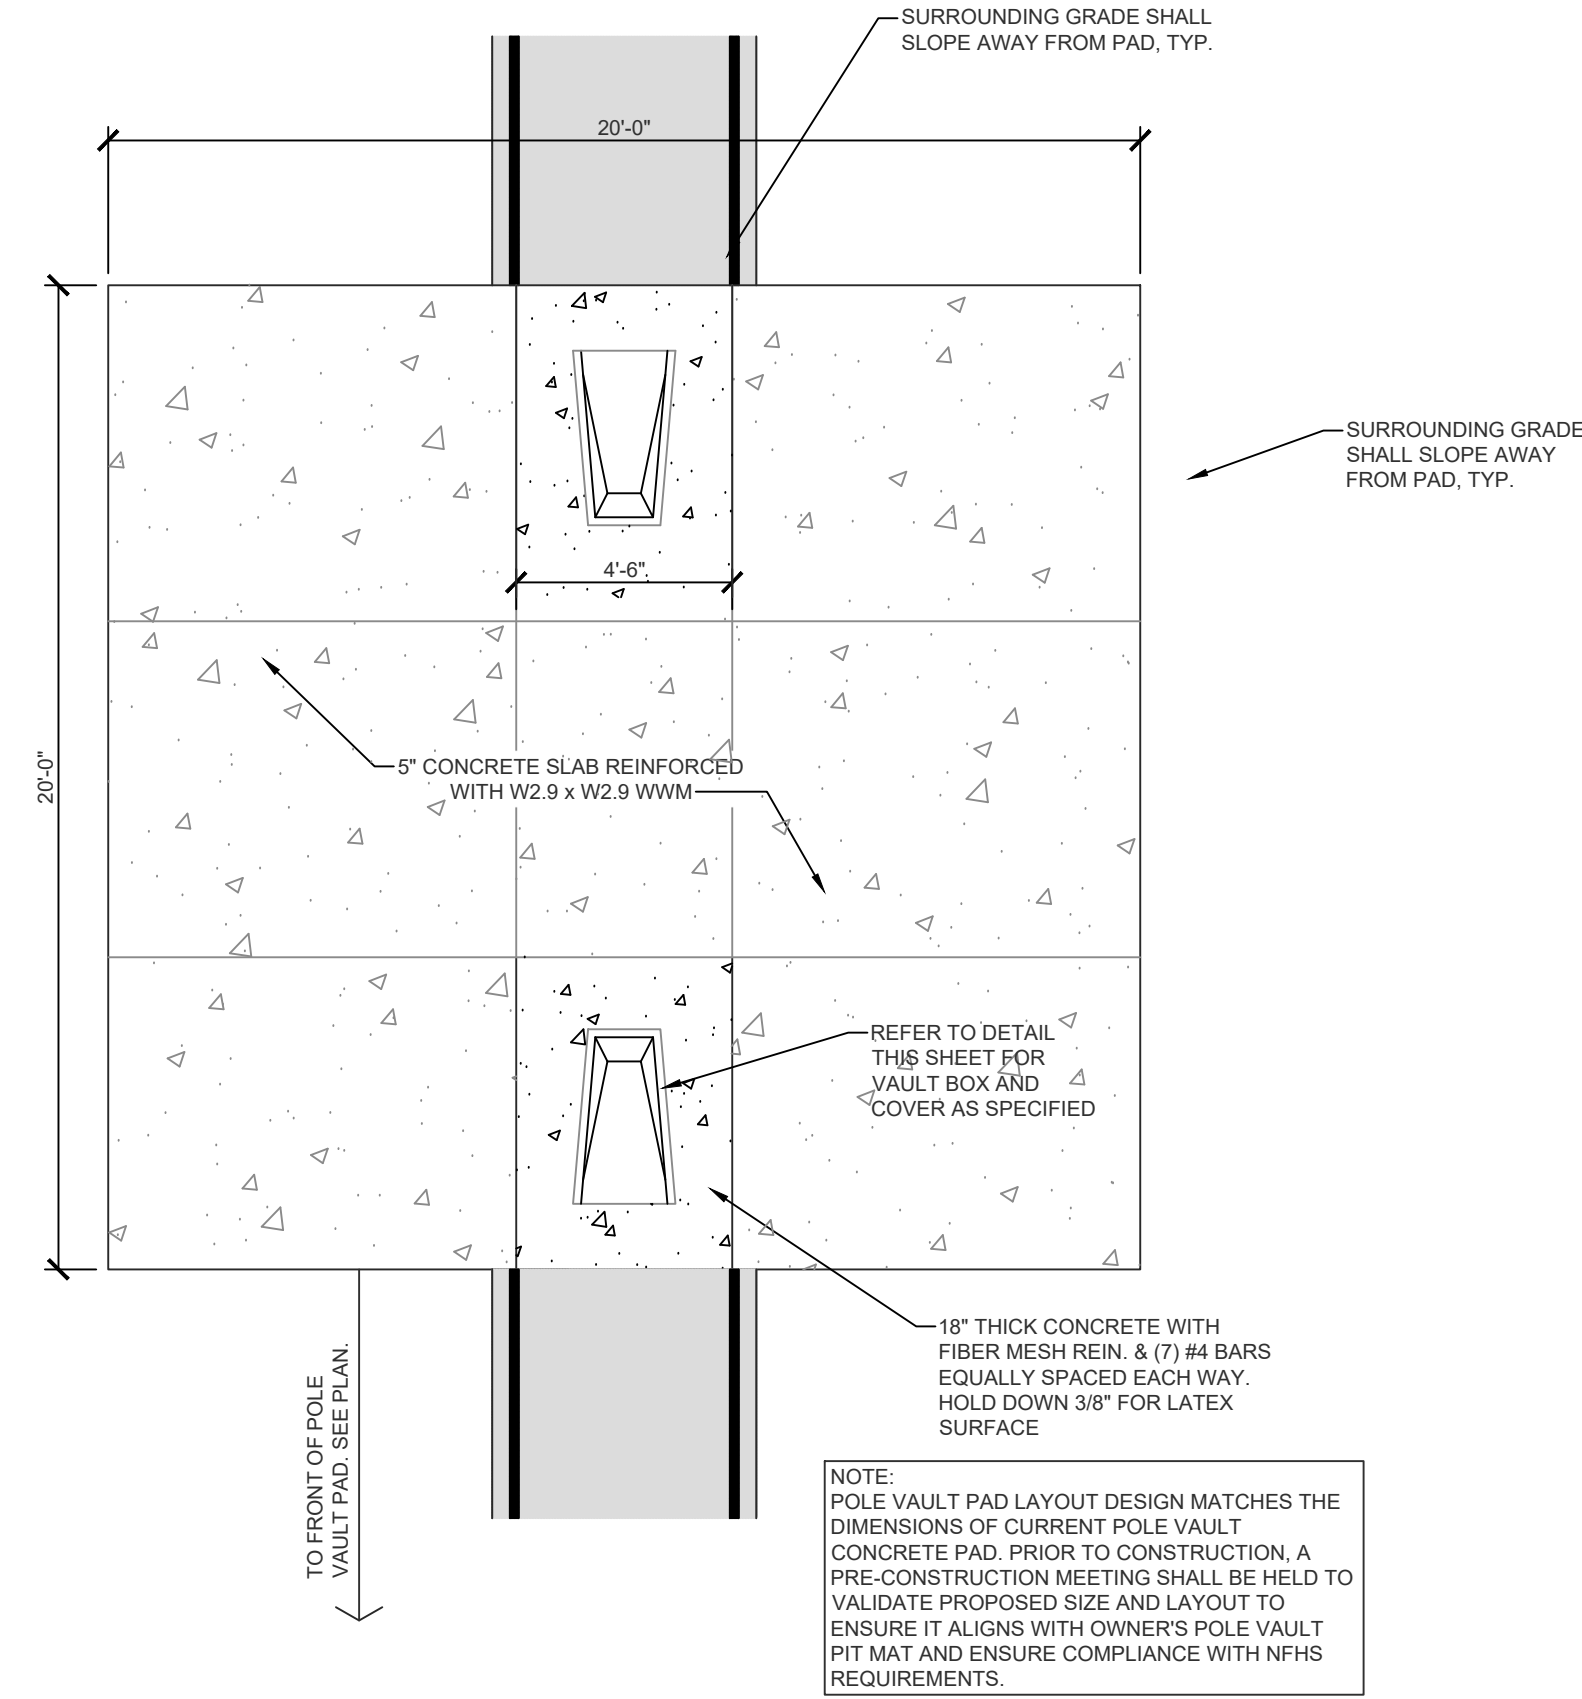 SURROUNDING GRADE SHALL
SLOPE AWAY FROM PAD, TYP.
20'-0"
SURROUNDING GRADE
SHALL SLOPE AWAY
FROM PAD, TYP.
4'-6"
20'-0"
5" CONCRETE SLAB REINFORCED
WITH W2.9 x W2.9 WWM
REFER TO DETAIL
THIS SHEET FOR
VAULT BOX AND
COVER AS SPECIFIED
18" THICK CONCRETE WITH
FIBER MESH REIN. & (7) #4 BARS
EQUALLY SPACED EACH WAY.
HOLD DOWN 3/8" FOR LATEX
SURFACE
TO FRONT OF POLE
VAULT PAD. SEE PLAN.
NOTE:
POLE VAULT PAD LAYOUT DESIGN MATCHES THE
DIMENSIONS OF CURRENT POLE VAULT
CONCRETE PAD. PRIOR TO CONSTRUCTION, A
PRE-CONSTRUCTION MEETING SHALL BE HELD TO
VALIDATE PROPOSED SIZE AND LAYOUT TO
ENSURE IT ALIGNS WITH OWNER'S POLE VAULT
PIT MAT AND ENSURE COMPLIANCE WITH NFHS
REQUIREMENTS.